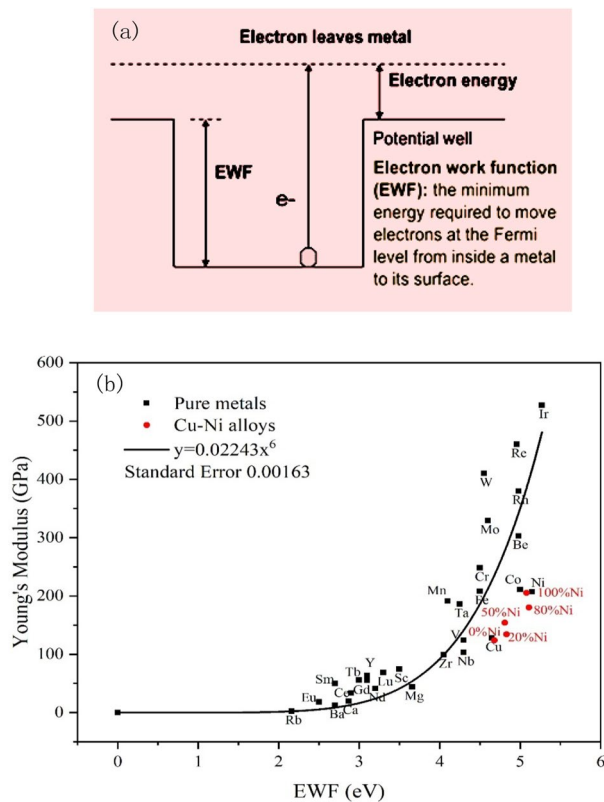 (a)
Electron leaves metal
Electron energy
EWF
e-
Potential well
Electron work function
(EWF): the minimum
energy required to move
electrons at the Fermi
level from inside a metal
to its surface.
(b)
Pure metals
Cu-Ni alloys
y=0.02243x⁶
Standard Error 0.00163
Young's Modulus (GPa)
600
500
400
300
200
100
0
Ir
Re
W
Rh
Mo
Be
Cr
Co
Ni
Mn
Fe
100%Ni
Ta
50%Ni
80%Ni
V
0%Ni
20%Ni
Cu
Y
Tb
Zr
Nb
Sm
Lu
Sc
Ce
Gd
Eu
Nd
Mg
Ca
Rb
Ba
0
1
2
3
4
5
6
EWF (eV)